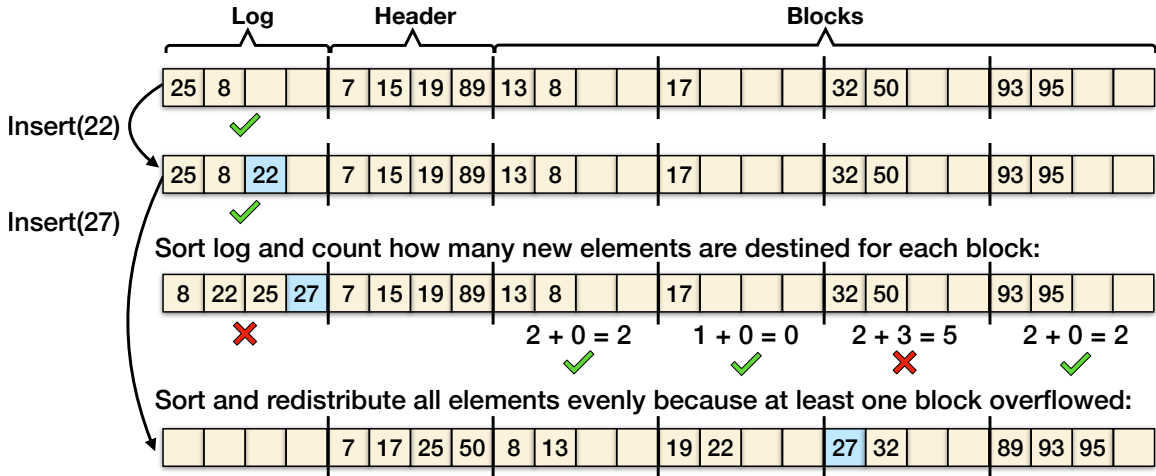 Log Header Blocks
25 8 7 15 19 89 13 8 17 32 50 93 95
Insert(22)
25 8 22 7 15 19 89 13 8 17 32 50 93 95
Insert(27)
Sort log and count how many new elements are destined for each block:
8 22 25 27 7 15 19 89 13 8 17 32 50 93 95
2 + 0 = 2 1 + 0 = 0 2 + 3 = 5 2 + 0 = 2
Sort and redistribute all elements evenly because at least one block overflowed:
7 17 25 50 8 13 19 22 27 32 89 93 95